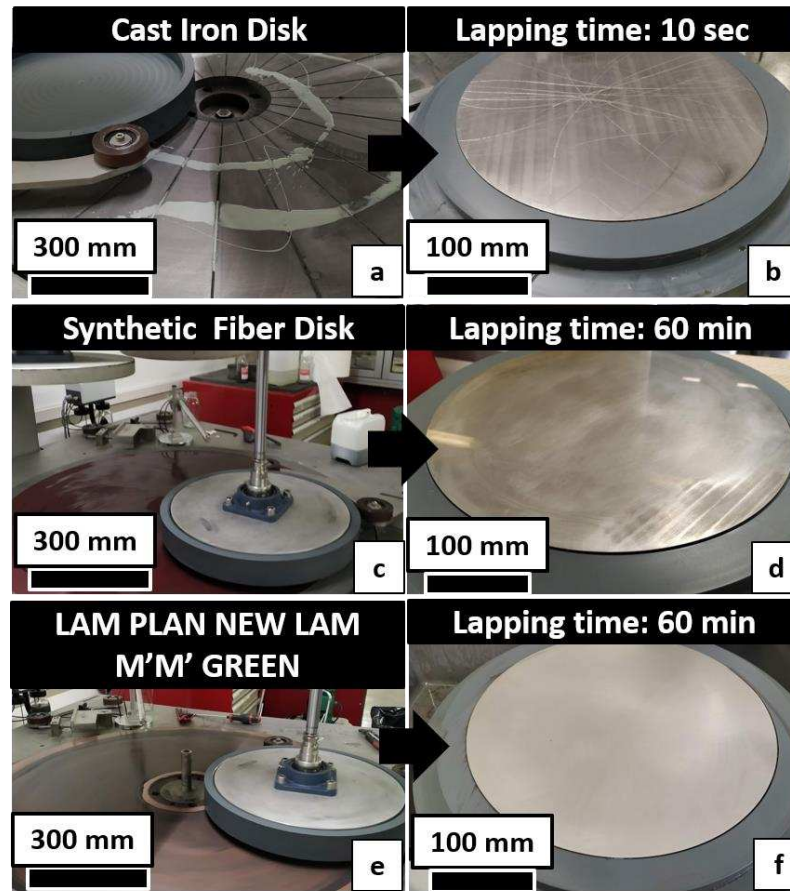 Cast Iron Disk
Lapping time: 10 sec
300 mm
a
100 mm
b
Synthetic  Fiber Disk
Lapping time: 60 min
300 mm
c
100 mm
d
LAM PLAN NEW LAM
M’M’ GREEN
Lapping time: 60 min
300 mm
e
100 mm
f